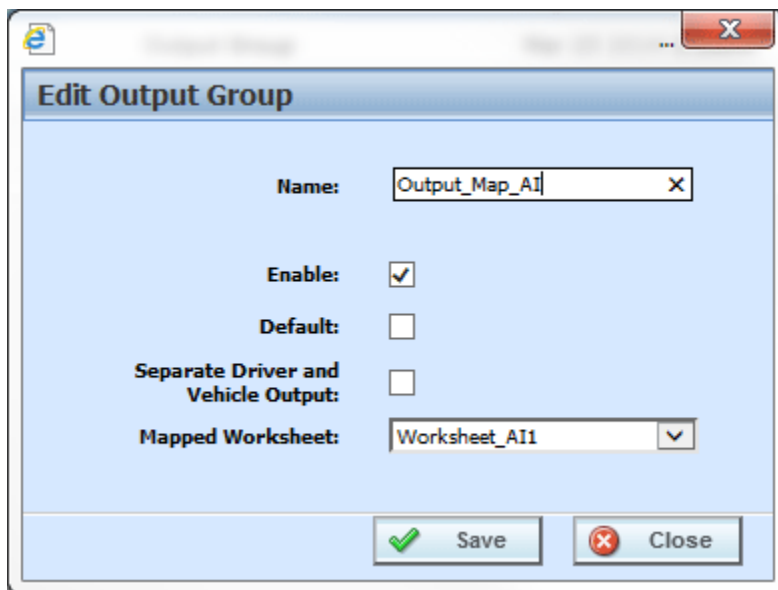 ...
Edit Output Group
Name: Output_Map_AI
Enable:
Default:
Separate Driver and
Vehicle Output:
Mapped Worksheet: Worksheet_AI1
Save Close